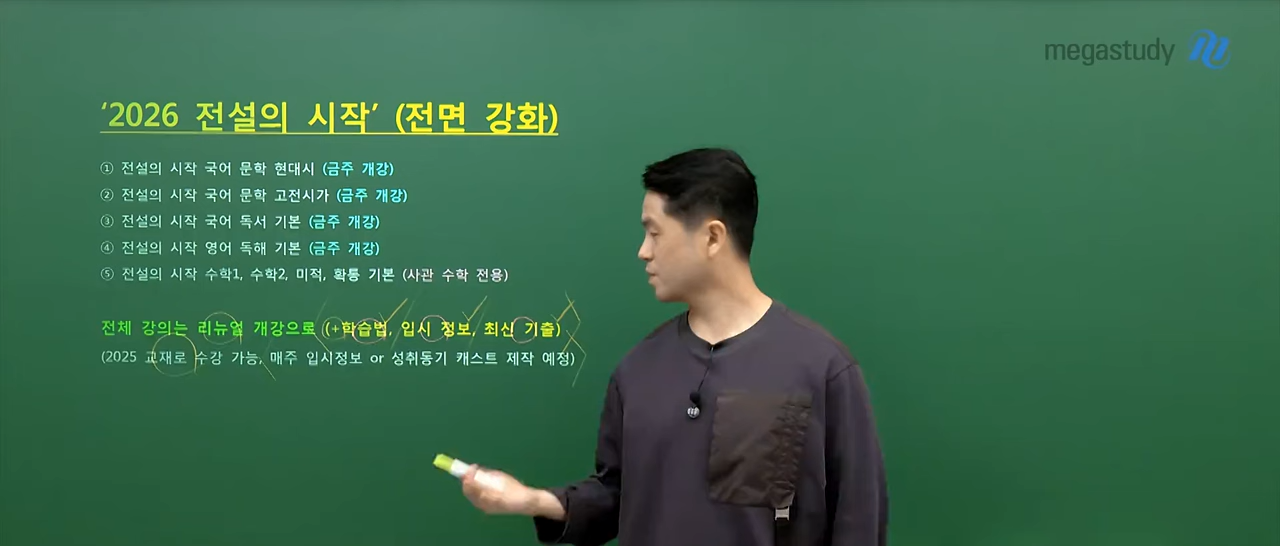 megastudy
‘2026 전설의 시작’ (전면 강화)
① 전설의 시작 국어 문학 현대시 (금주 개강)
② 전설의 시작 국어 문학 고전시가 (금주 개강)
③ 전설의 시작 국어 독서 기본 (금주 개강)
④ 전설의 시작 영어 독해 기본 (금주 개강)
⑤ 전설의 시작 수학1, 수학2, 미적, 확통 기본 (사관 수학 전용)
전체 강의는 리뉴얼 개강으로 (+학습법, 입시 정보, 최신 기출)
(2025 교재로 수강 가능, 매주 입시정보 or 성취동기 캐스트 제작 예정)